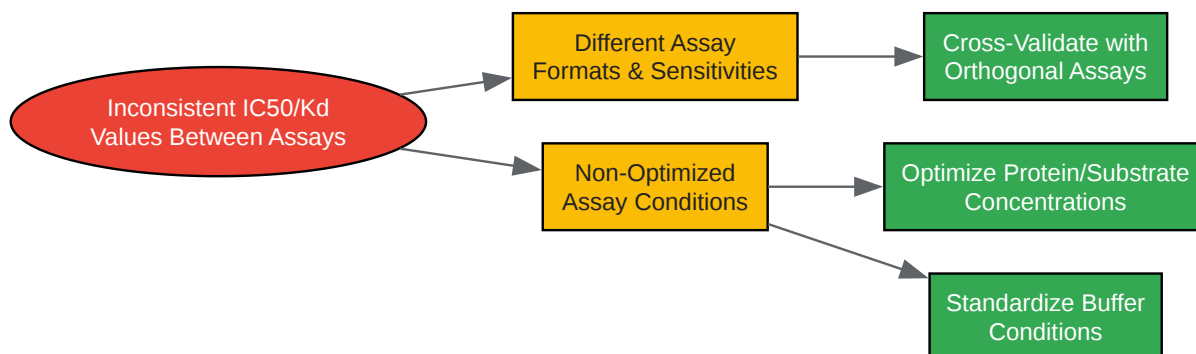 Inconsistent IC50/Kd
Values Between Assays
Different Assay
Formats & Sensitivities
Cross-Validate with
Orthogonal Assays
Non-Optimized
Assay Conditions
Optimize Protein/Substrate
Concentrations
Standardize Buffer
Conditions